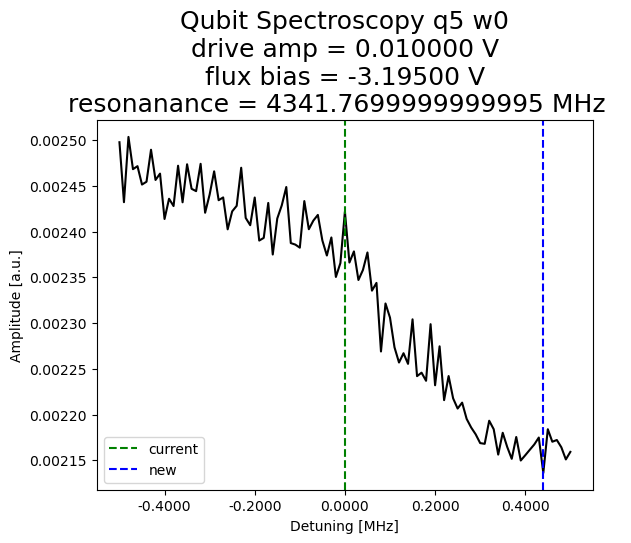 Qubit Spectroscopy q5 w0
drive amp = 0.010000 V
flux bias = -3.19500 V
resonanance = 4341.7699999999995 MHz
0.00250
0.00245
0.00240
0.00235
0.00230
0.00225
0.00220
0.00215
Amplitude [a.u.]
current
new
-0.4000 -0.2000 0.0000 0.2000 0.4000
Detuning [MHz]